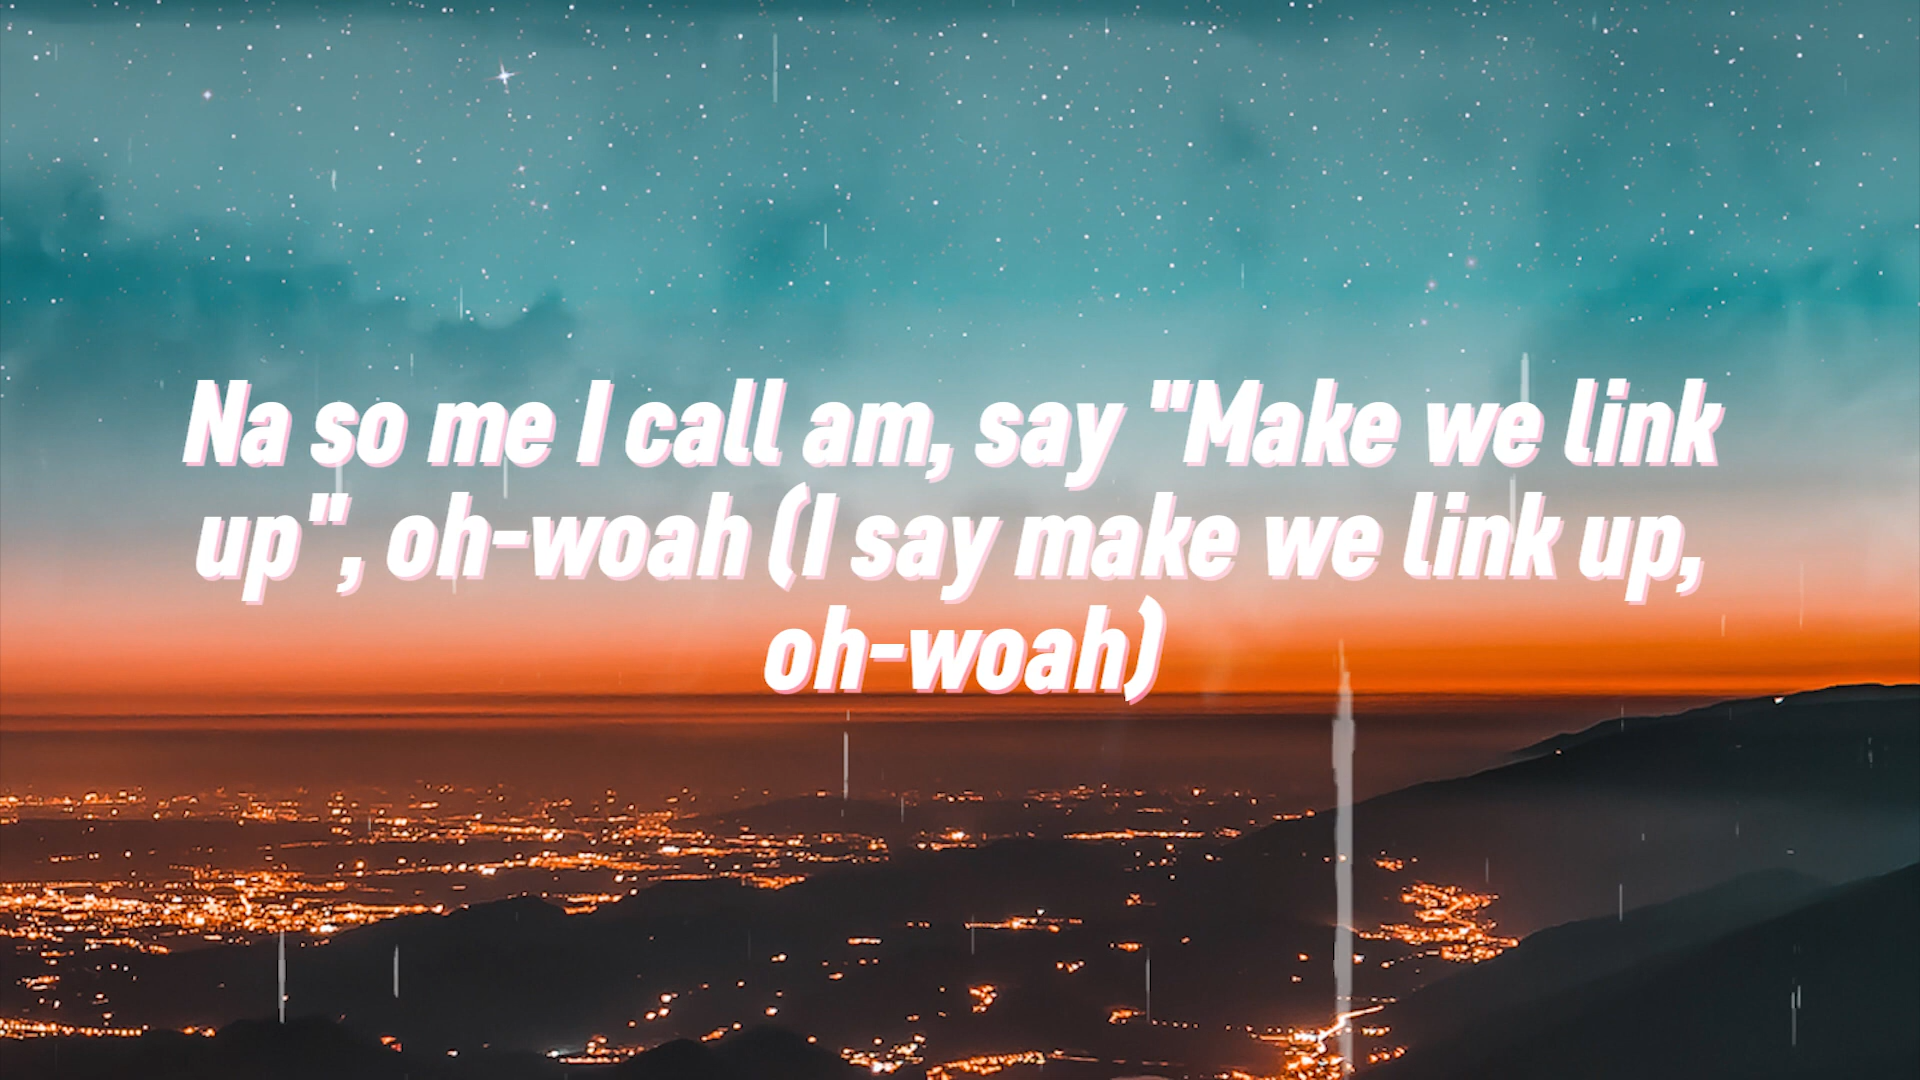 Na so me I call am, say "Make we link
up", oh-woah (I say make we link up,
oh-woah)